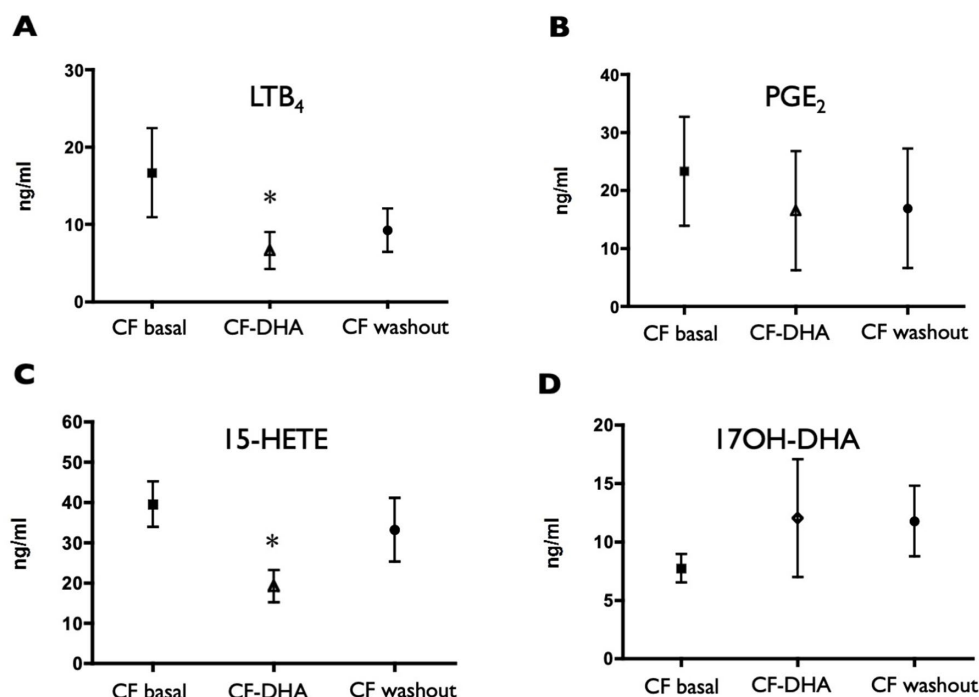 A
LTB4
30
20
10
0
ng/ml
*
CF basal CF-DHA CF washout
B
PGE2
40
30
20
10
0
ng/ml
CF basal CF-DHA CF washout
C
15-HETE
60
50
40
30
20
10
0
ng/ml
*
CF basal CF-DHA CF washout
D
17OH-DHA
20
15
10
5
0
ng/ml
CF basal CF-DHA CF washout